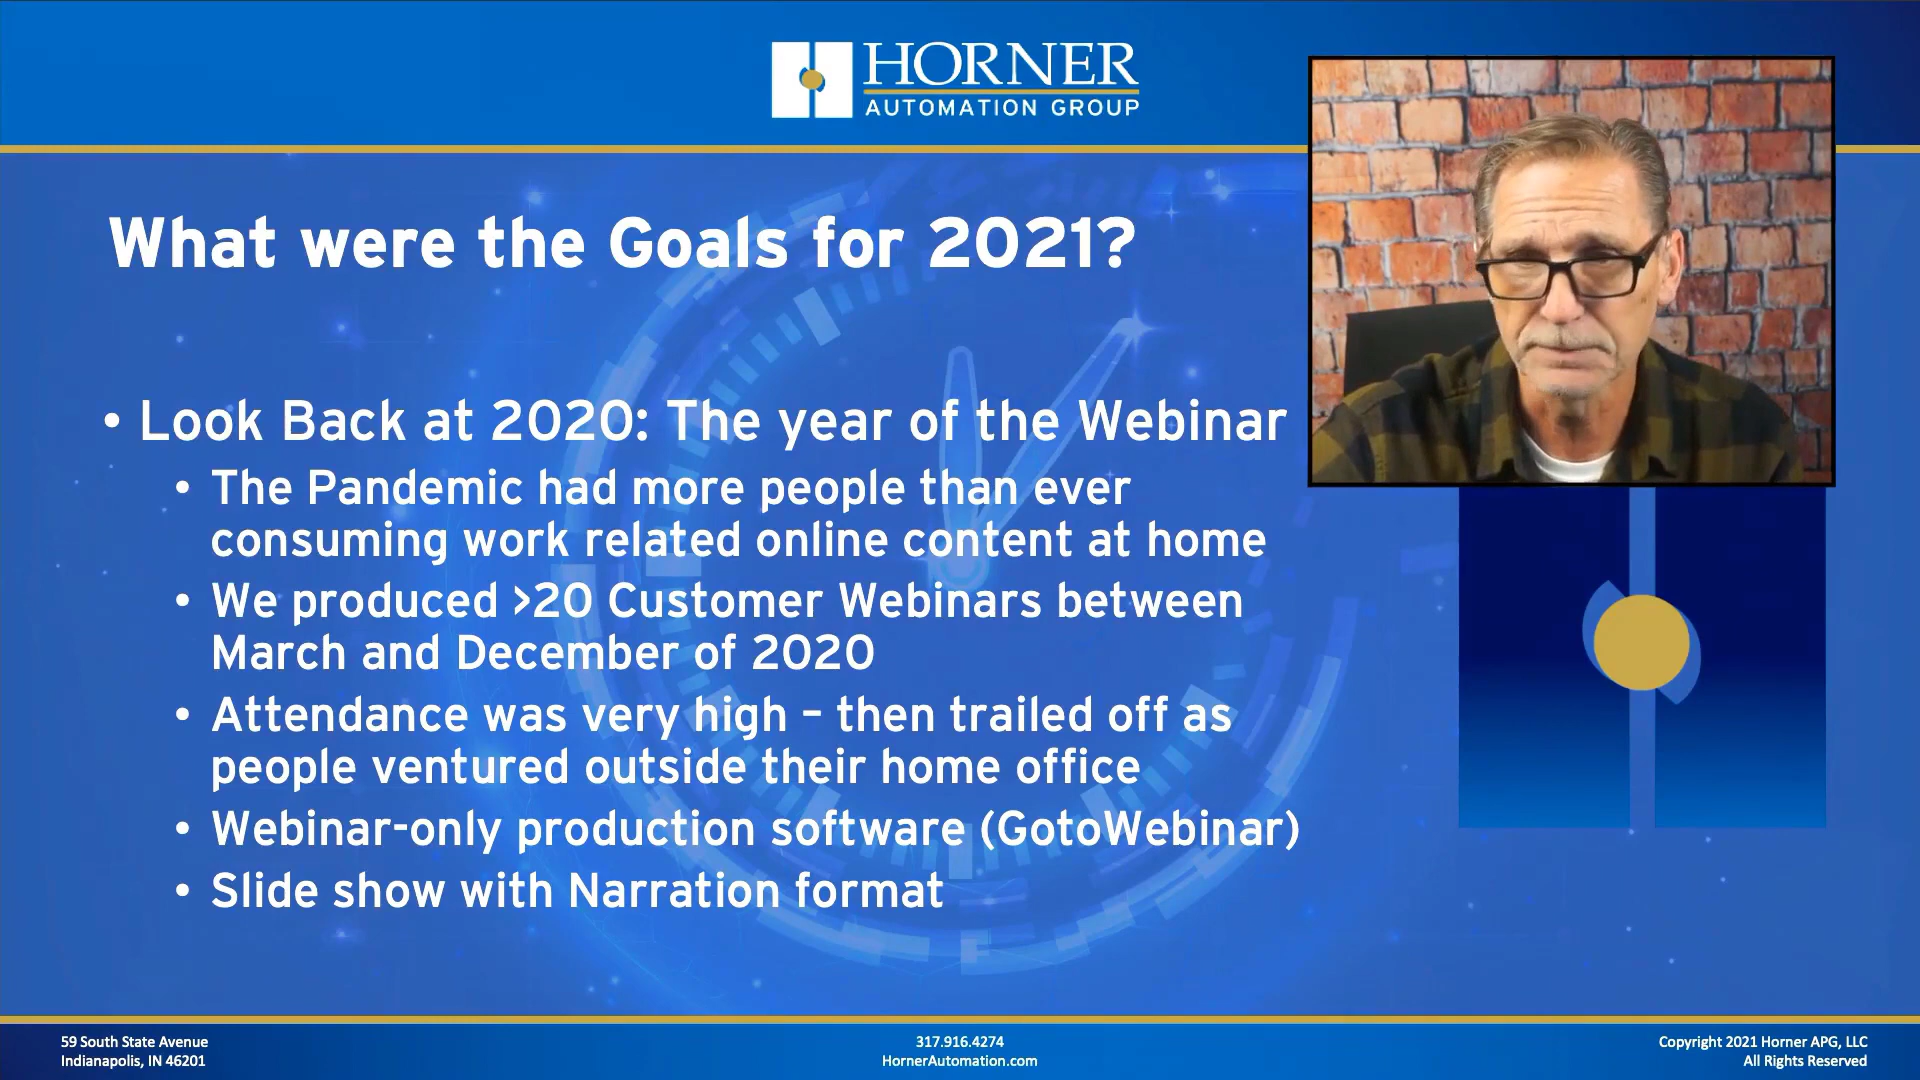 HORNER
AUTOMATION GROUP
What were the Goals for 2021?
• Look Back at 2020: The year of the Webinar
• The Pandemic had more people than ever
consuming work related online content at home
• We produced >20 Customer Webinars between
March and December of 2020
• Attendance was very high – then trailed off as
people ventured outside their home office
• Webinar-only production software (GotoWebinar)
• Slide show with Narration format
59 South State Avenue
Indianapolis, IN 46201
317.916.4274
HornerAutomation.com
Copyright 2021 Horner APG, LLC
All Rights Reserved